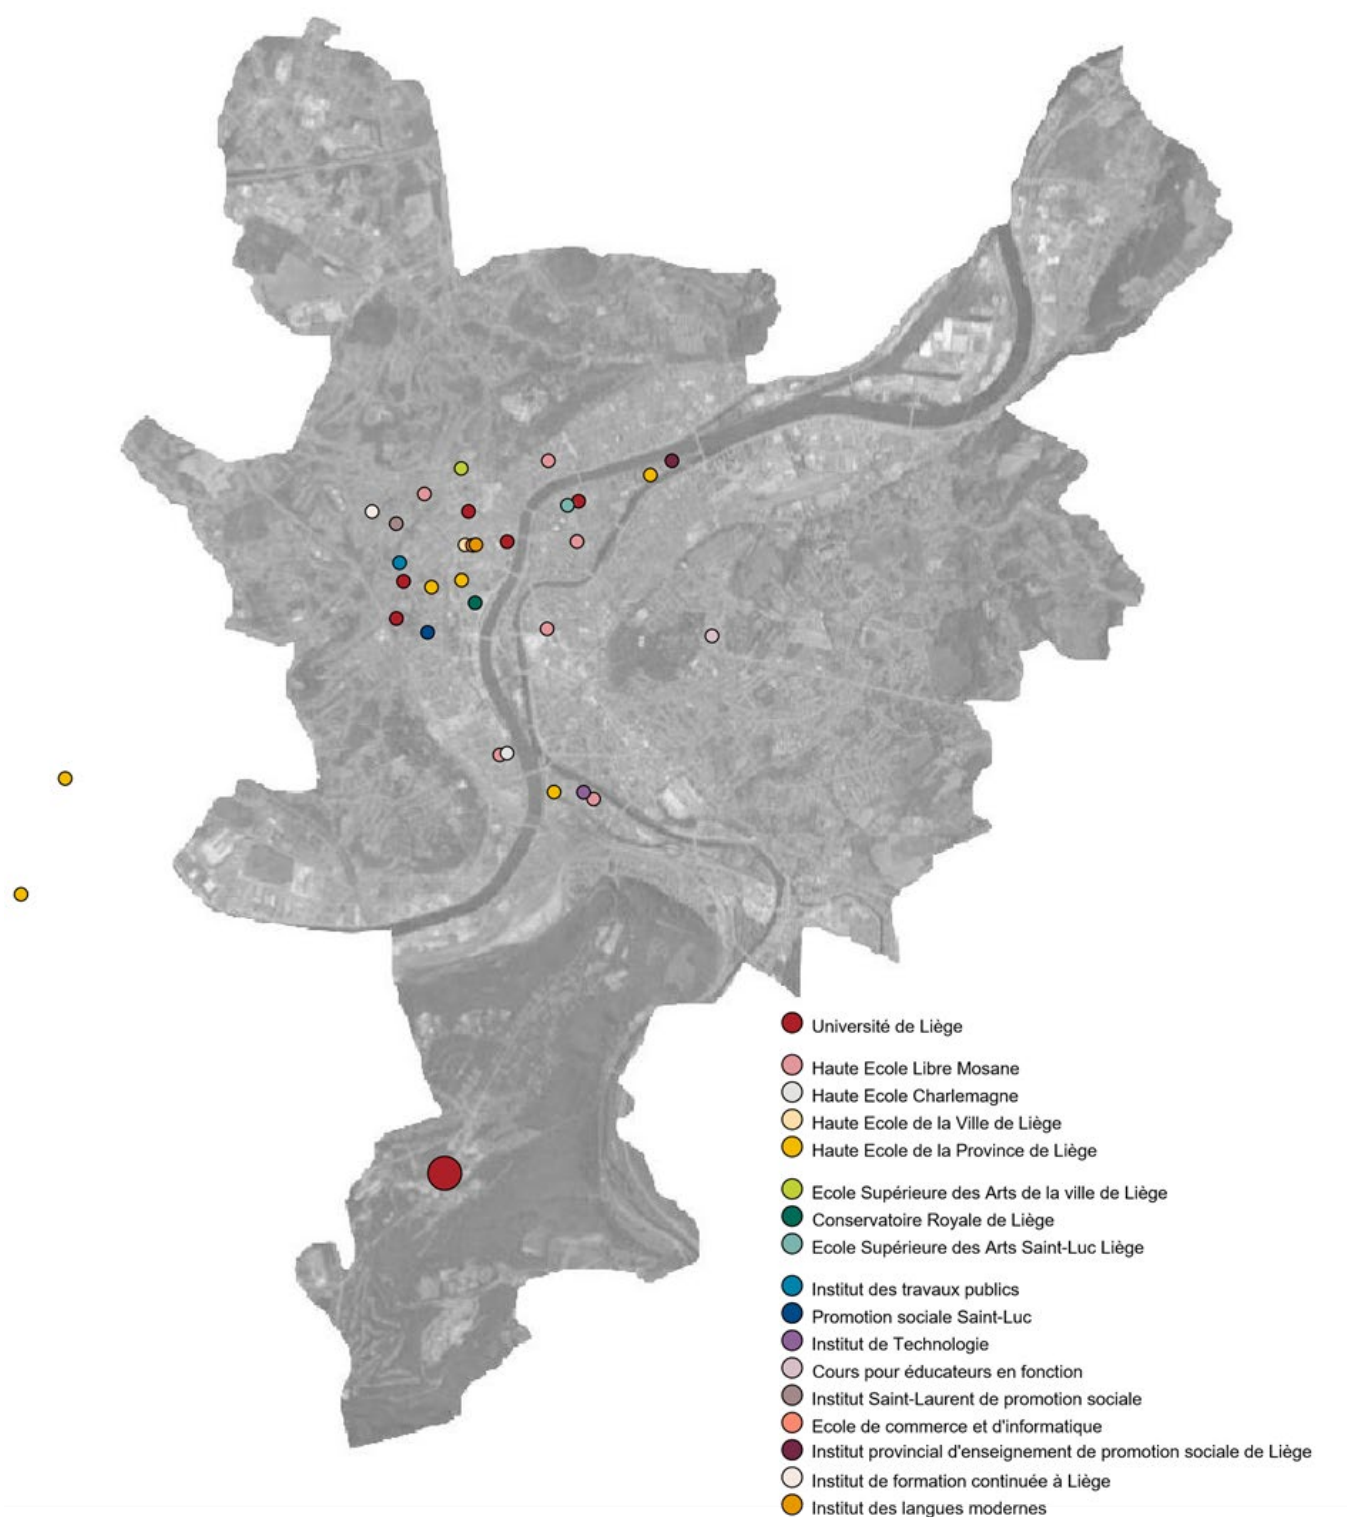 Université de Liège
Haute Ecole Libre Mosane
Haute Ecole Charlemagne
Haute Ecole de la Ville de Liège
Haute Ecole de la Province de Liège
Ecole Supérieure des Arts de la ville de Liège
Conservatoire Royale de Liège
Ecole Supérieure des Arts Saint-Luc Liège
Institut des travaux publics
Promotion sociale Saint-Luc
Institut de Technologie
Cours pour éducateurs en fonction
Institut Saint-Laurent de promotion sociale
Ecole de commerce et d'informatique
Institut provincial d'enseignement de promotion sociale de Liège
Institut de formation continuée à Liège
Institut des langues modernes